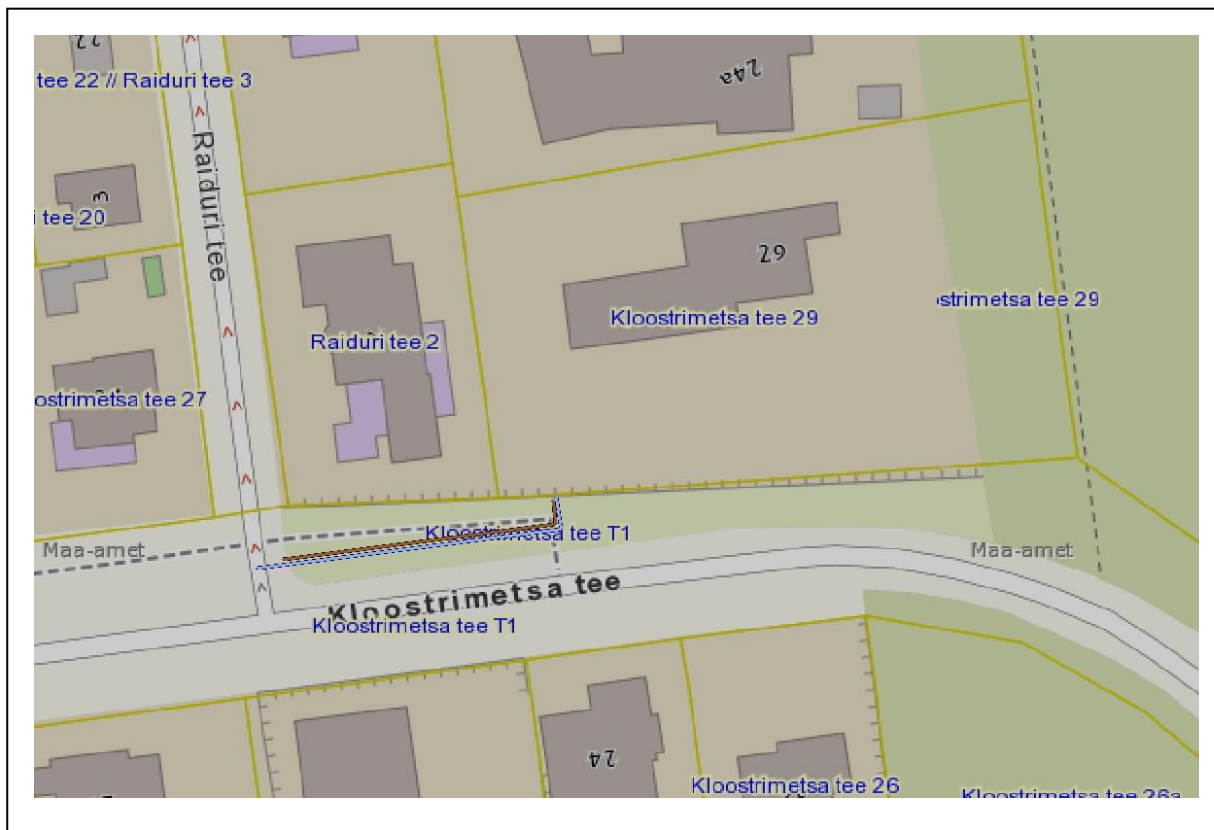 22
24a
tee 22 // Raiduri tee 3
Raiduri tee
3
i tee 20
29
ostrimetsa tee 29
Kloostrimetsa tee 29
Raiduri tee 2
oostrimetsa tee 27
Kloostrimetsa tee T1
Maa-amet
Maa-amet
Kloostrimetsa tee
Kloostrimetsa tee T1
24
Kloostrimetsa tee 26
Kloostrimetsa tee 26a